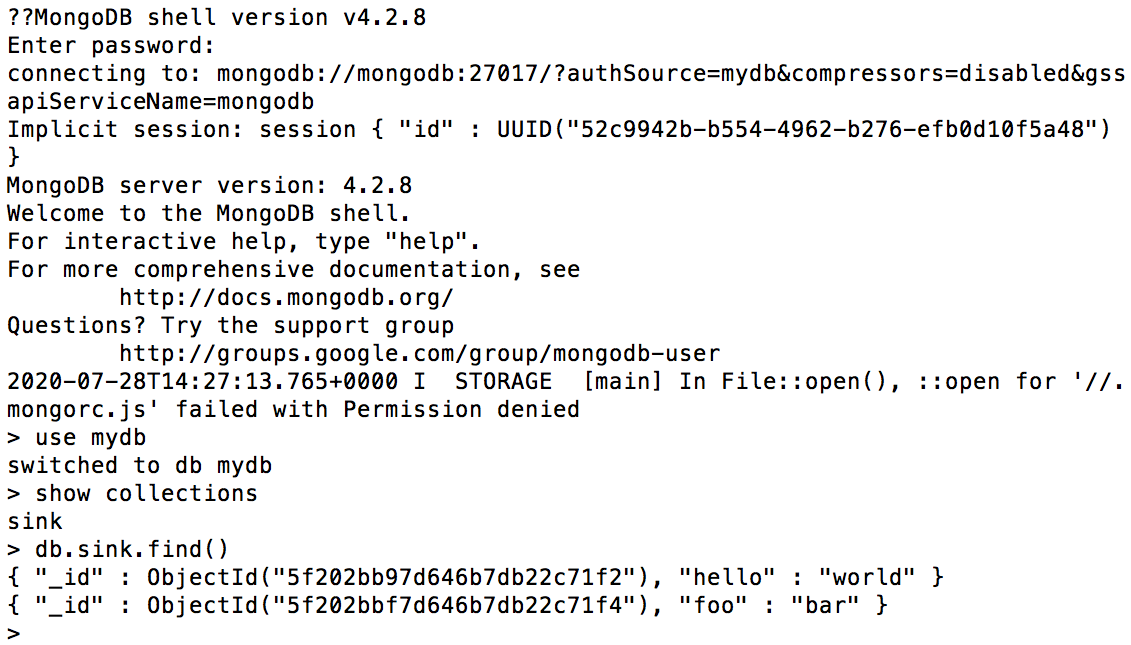 ??MongoDB shell version v4.2.8
Enter password:
connecting to: mongodb://mongodb:27017/?authSource=mydb&compressors=disabled&gss
apiServiceName=mongodb
Implicit session: session { "id" : UUID("52c9942b-b554-4962-b276-efb0d10f5a48")
}
MongoDB server version: 4.2.8
Welcome to the MongoDB shell.
For interactive help, type "help".
For more comprehensive documentation, see
        http://docs.mongodb.org/
Questions? Try the support group
        http://groups.google.com/group/mongodb-user
2020-07-28T14:27:13.765+0000 I  STORAGE  [main] In File::open(), ::open for '//.
mongorc.js' failed with Permission denied
> use mydb
switched to db mydb
> show collections
sink
> db.sink.find()
{ "_id" : ObjectId("5f202bb97d646b7db22c71f2"), "hello" : "world" }
{ "_id" : ObjectId("5f202bbf7d646b7db22c71f4"), "foo" : "bar" }
>